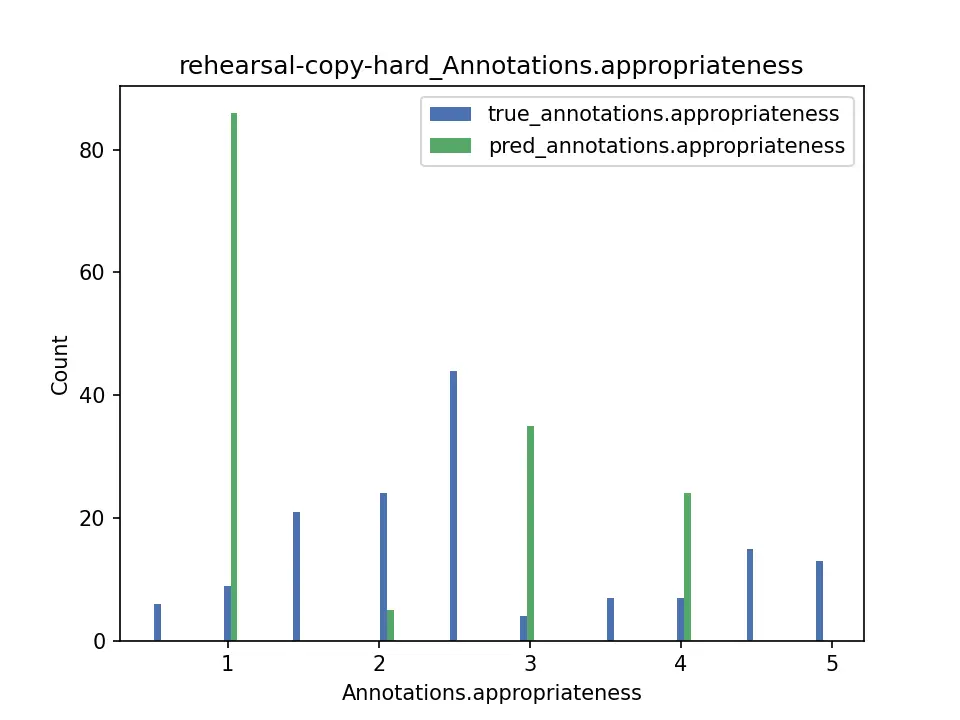 rehearsal-copy-hard_Annotations.appropriateness
true_annotations.appropriateness
pred_annotations.appropriateness
Count
80
60
40
20
0
1 2 3 4 5
Annotations.appropriateness